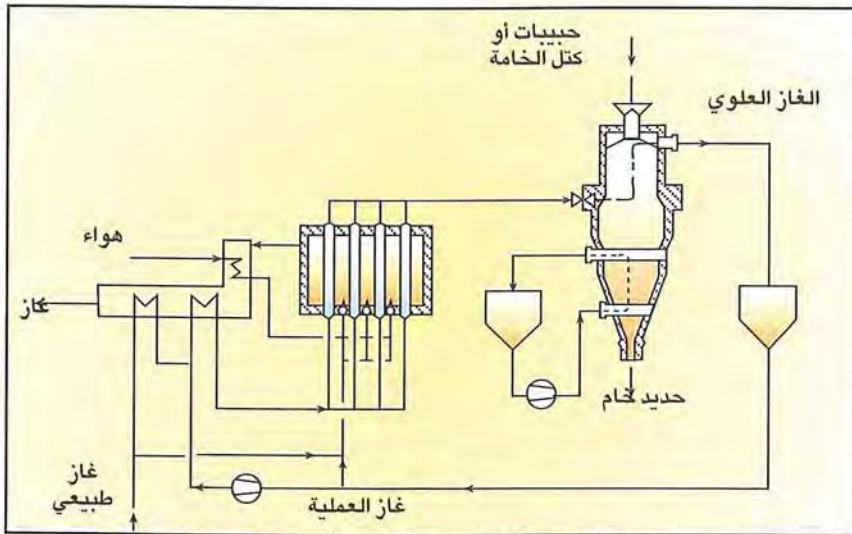 حبيبات أو
كتل الخامة
الغاز العلوي
هواء
غاز
حديد خام
غاز
طبيعي
غاز العملية